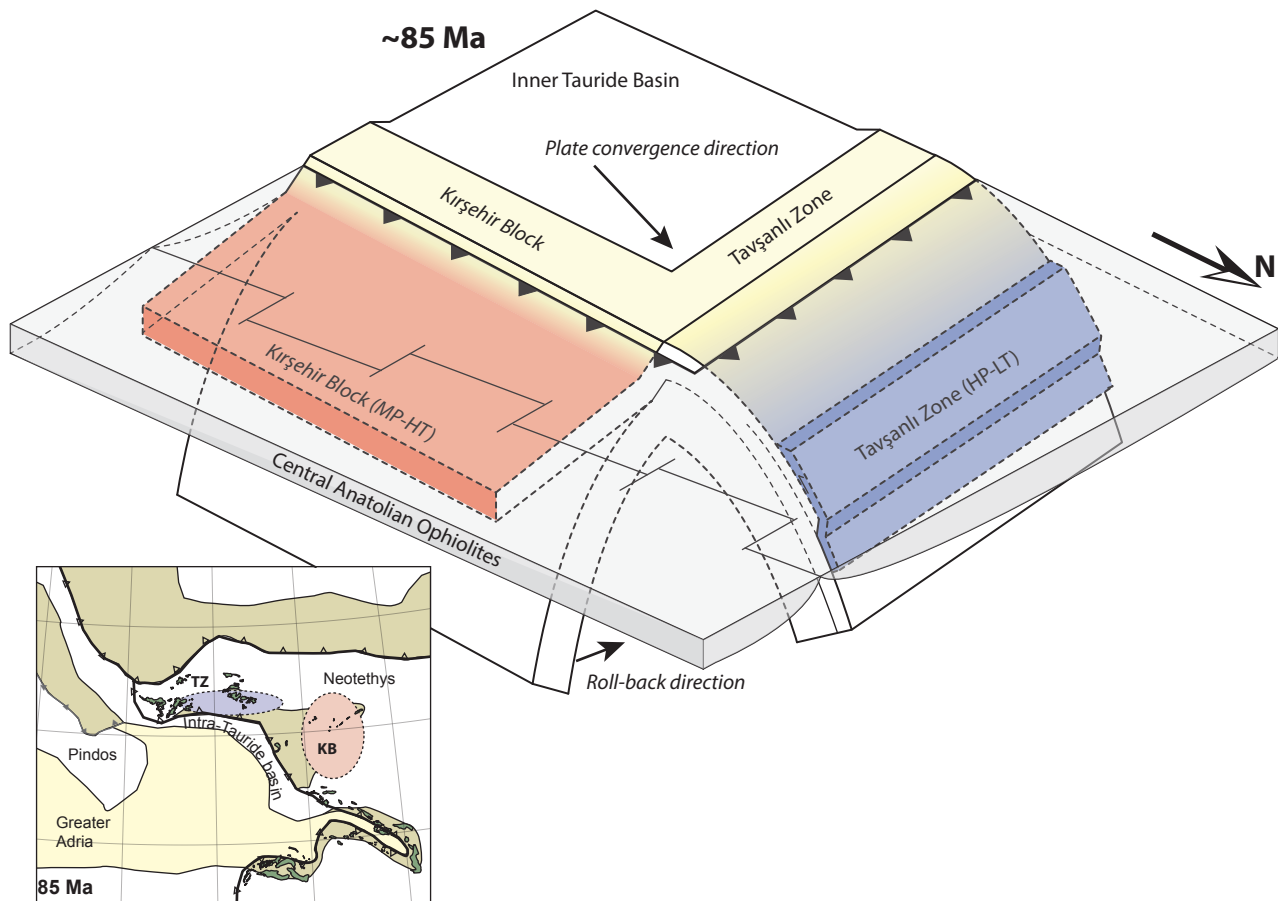 ~85 Ma
Inner Tauride Basin
Plate convergence direction
Kırşehir Block
Tavşanlı Zone
N
Kırşehir Block (MP-HT)
Tavşanlı Zone (HP-LT)
Central Anatolian Ophiolites
Roll-back direction
TZ
Neotethys
Intra-Tauride basin
Pindos
KB
Greater
Adria
85 Ma